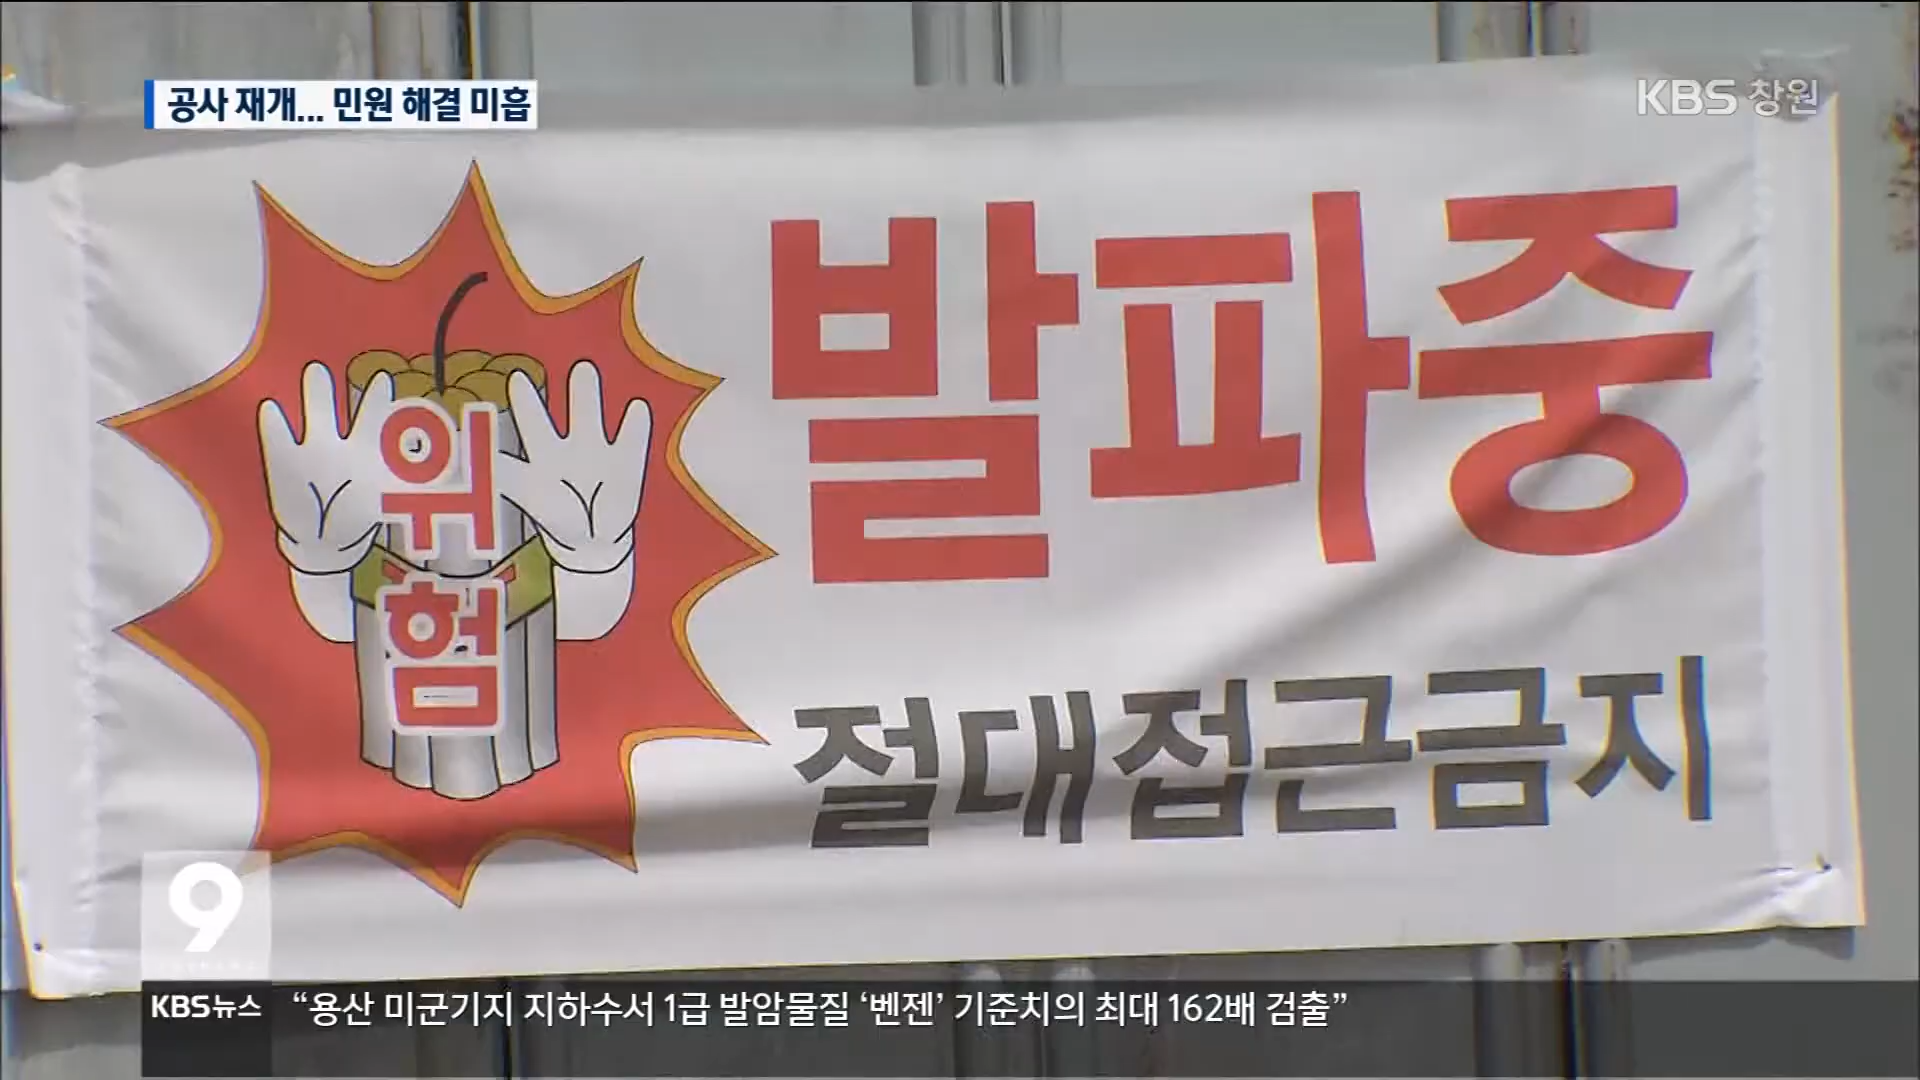 공사 재개... 민원 해결 미흡
KBS 창원
발파중
위험
절대접근금지
9
KBS뉴스 “용산 미군기지 지하수서 1급 발암물질 ‘벤젠’ 기준치의 최대 162배 검출”